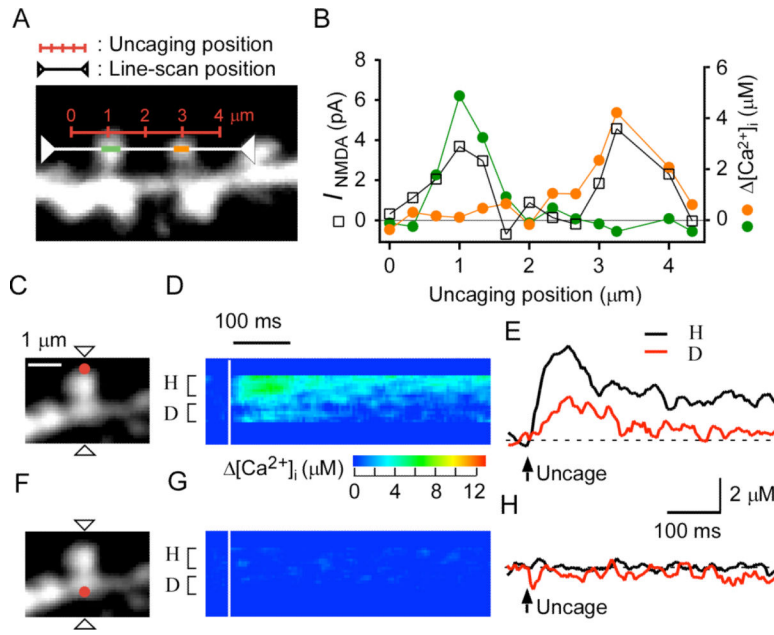 A
: Uncaging position
: Line-scan position
0 1 2 3 4 μm
B
8
6
4
2
0
I NMDA (pA)
6
4
2
0
Δ[Ca2+]i (μM)
0 1 2 3 4
Uncaging position (μm)
C
1 μm
D
100 ms
H
D
E
H
D
Uncage
Δ[Ca2+]i (μM)
0 4 8 12
F
G
H
D
2 μM
100 ms
H
Uncage